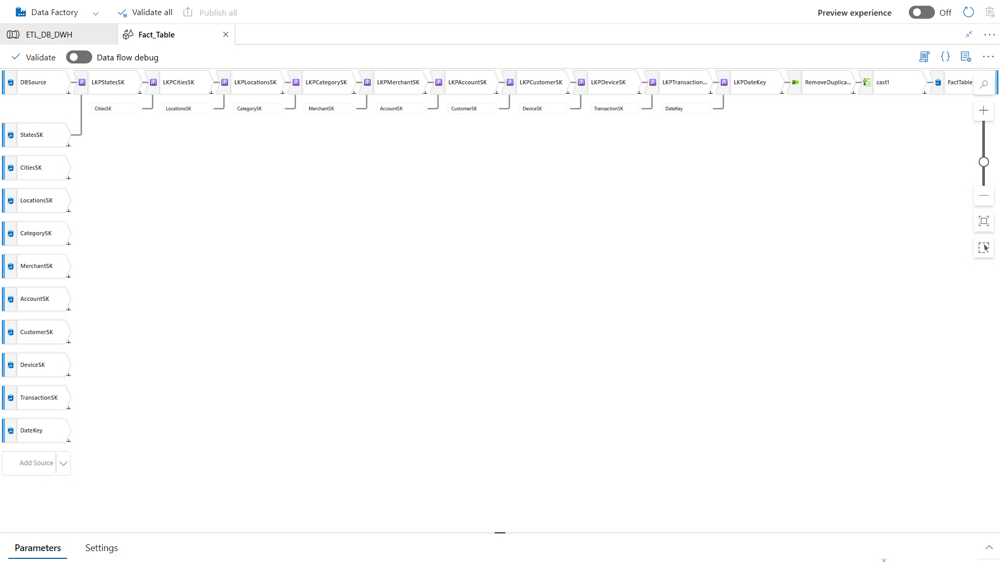 Data Factory
Validate all
Publish all
Preview experience
Off
ETL_DB_DWH
Fact_Table
Validate
Data flow debug
DBSource
LKPStatesSK
LKPCitiesSK
LKPLocationsSK
LKPCategorySK
LKPMerchantSK
LKPAccountSK
LKPCustomerSK
LKPDeviceSK
LKPTransaction...
LKPDateKey
RemoveDuplica...
cast1
FactTable
CitiesSK
LocationsSK
CategorySK
MerchantSK
AccountSK
CustomerSK
DeviceSK
TransactionSK
DateKey
StatesSK
CitiesSK
LocationsSK
CategorySK
MerchantSK
AccountSK
CustomerSK
DeviceSK
TransactionSK
DateKey
Add Source
Parameters
Settings